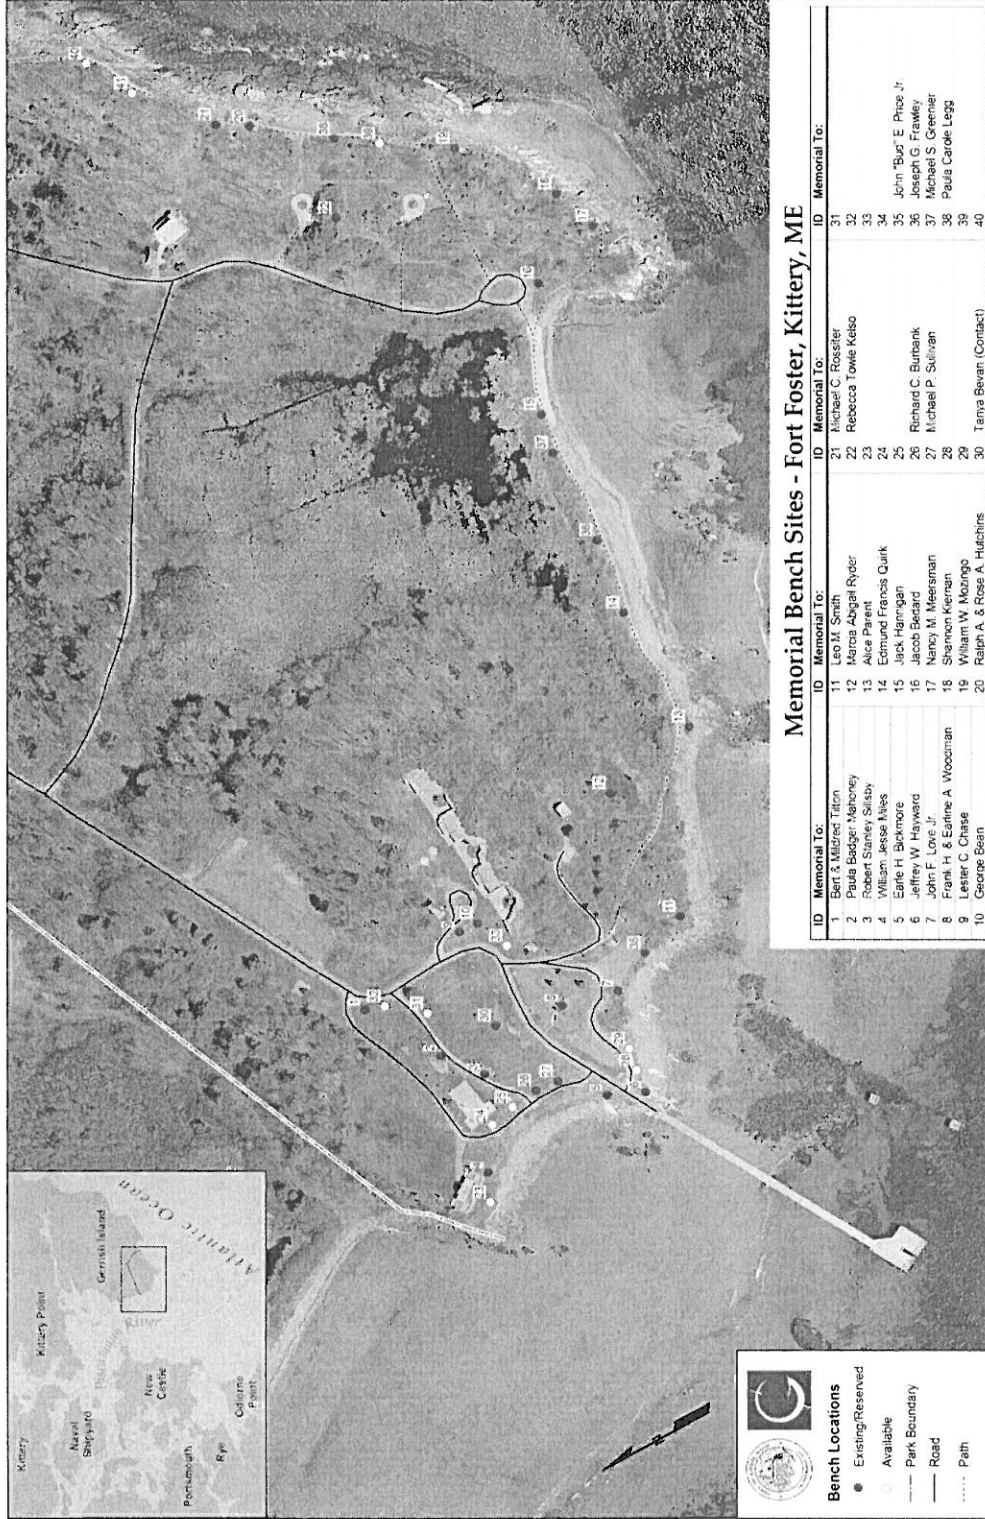 Memorial Bench Sites - Fort Foster, Kittery, ME
ID Memorial To: ID Memorial To: ID Memorial To: ID Memorial To:
1 Bert & Mildred Tilton 11 Leo M. Smith 21 Michael C. Rossiter 31
2 Paula Badger Mahoney 12 Marcia Abigail Ryder 22 Rebecca Towle Kelso 32
3 Robert Stanley Sillsby 13 Alice Parent 23 33
4 William Jesse Miles 14 Edmund Francis Quirk 24 34
5 Earle H. Bickmore 15 Jack Hannigan 25 35 John "Bud" E. Price Jr.
6 Jeffrey W. Hayward 16 Jacob Bedard 26 Richard C. Burbank 36 Joseph G. Frawley
7 John F. Love Jr. 17 Nancy M. Meersman 27 Michael P. Sullivan 37 Michael S. Greenier
8 Frank H. & Earline A. Woodman 18 Shannon Kiernan 28 38 Paula Carole Legg
9 Lester C. Chase 19 William W. Mozingo 29 39
10 George Bean 20 Ralph A. & Rose A. Hutchins 30 Tanya Bevan (Contact) 40
Kittery
Kittery Point
Naval
Shipyard
Gerrish Island
Piscataqua River
New
Castle
Portsmouth
Rye
Odiorne
Point
Atlantic Ocean
Bench Locations
Existing/Reserved
Available
Park Boundary
Road
Path
N